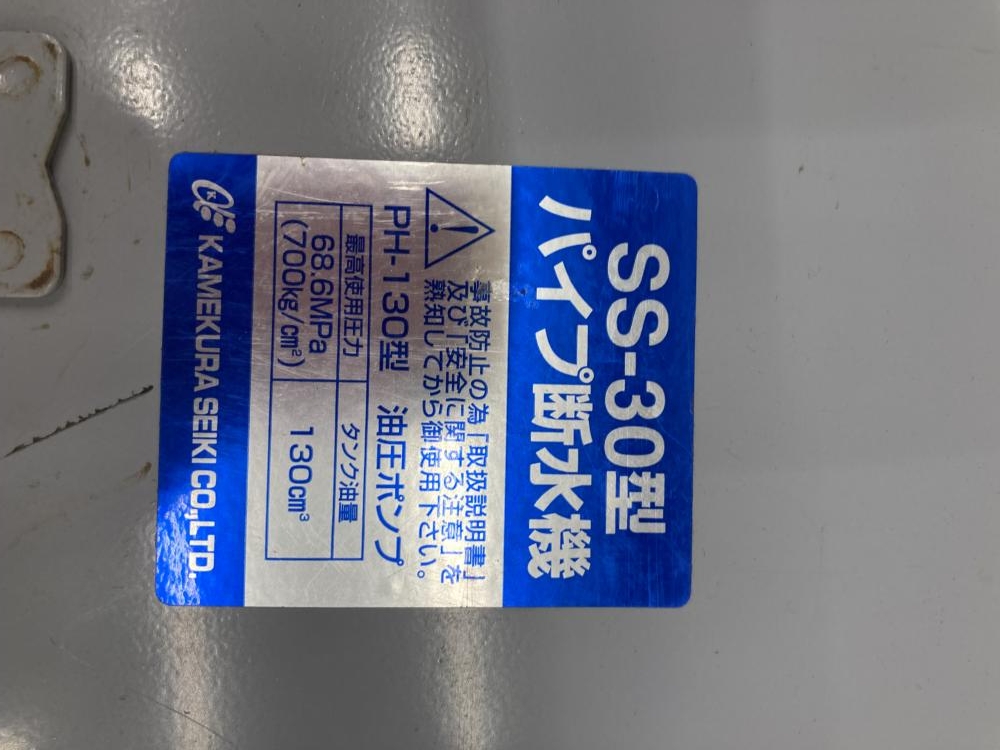 SS-30型
パイプ断水機
事故防止の為「取扱説明書」
及び「安全に関する注意」を
熟知してから御使用下さい。
PH-130型 油圧ポンプ
最高使用圧力 タンク油量
68.6MPa 130cm³
(700kg/cm²)
K KAMEKURA SEIKI CO.,LTD.